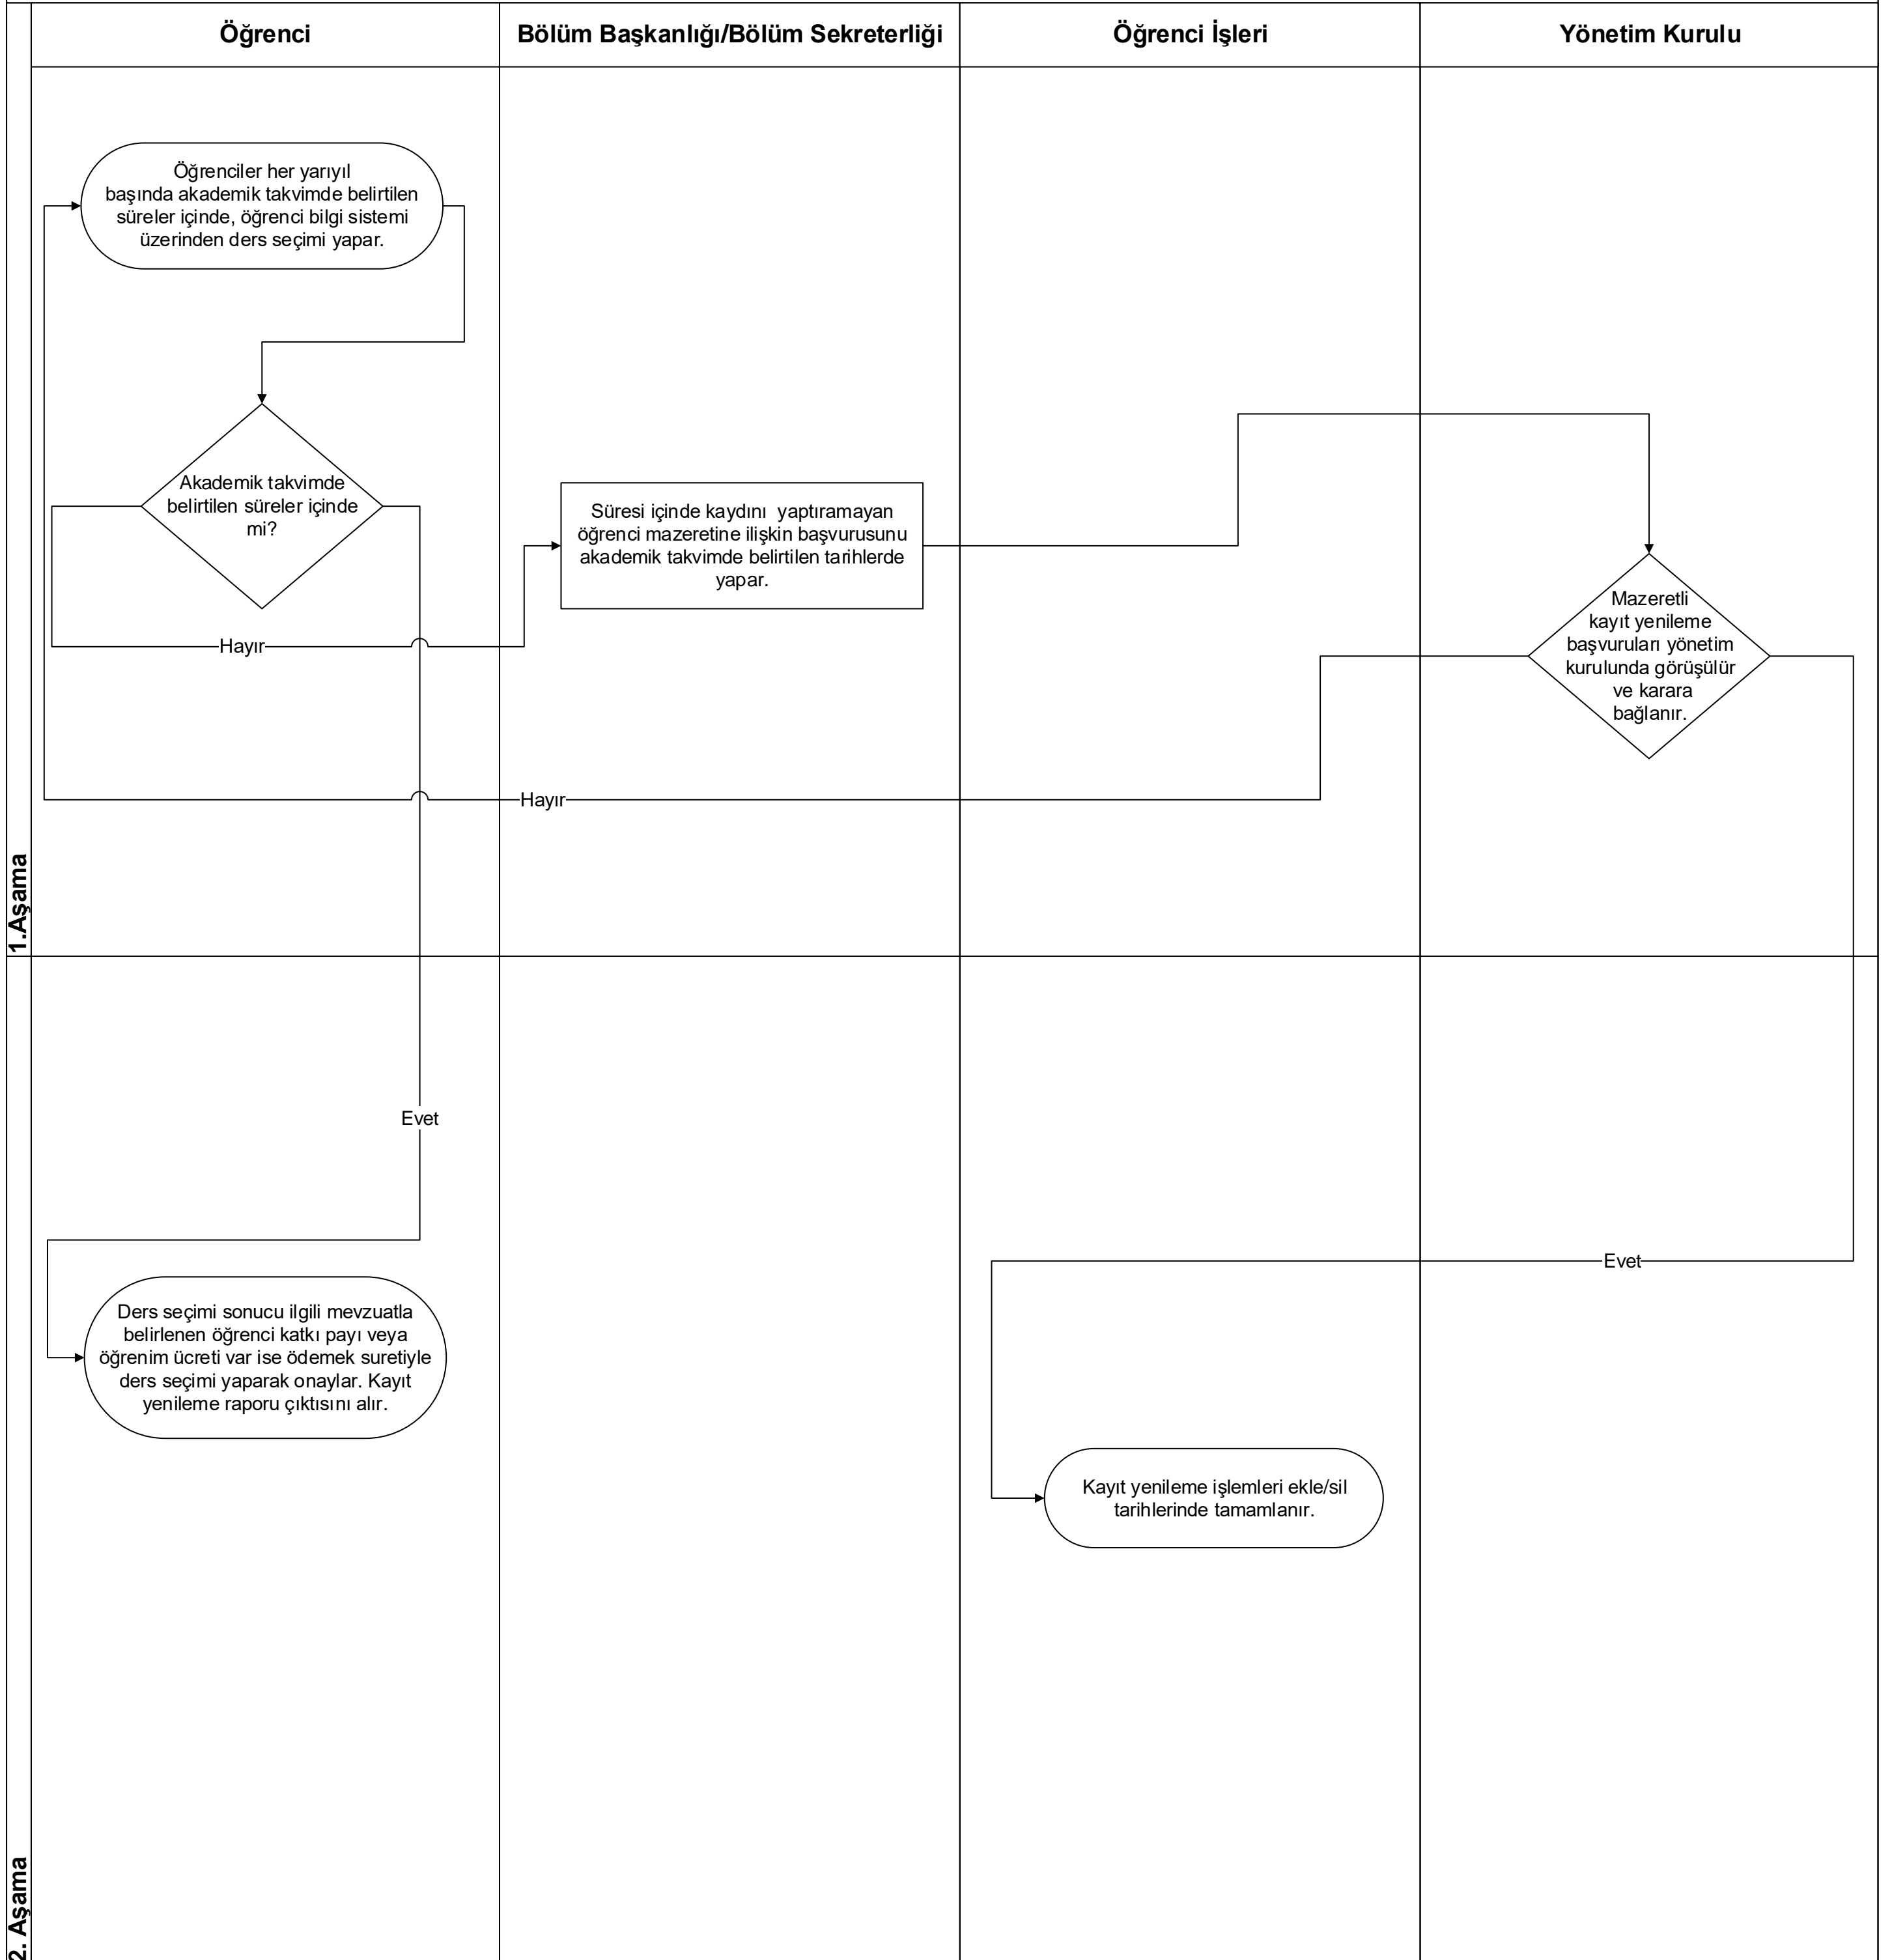 Öğrenci
Bölüm Başkanlığı/Bölüm Sekreterliği
Öğrenci İşleri
Yönetim Kurulu
1.Aşama
Öğrenciler her yarıyıl
başında akademik takvimde belirtilen
süreler içinde, öğrenci bilgi sistemi
üzerinden ders seçimi yapar.
Akademik takvimde
belirtilen süreler içinde
mi?
Hayır
Süresi içinde kaydını  yaptıramayan
öğrenci mazeretine ilişkin başvurusunu
akademik takvimde belirtilen tarihlerde
yapar.
Mazeretli
kayıt yenileme
başvuruları yönetim
kurulunda görüşülür
ve karara
bağlanır.
Hayır
2. Aşama
Evet
Evet
Ders seçimi sonucu ilgili mevzuatla
belirlenen öğrenci katkı payı veya
öğrenim ücreti var ise ödemek suretiyle
ders seçimi yaparak onaylar. Kayıt
yenileme raporu çıktısını alır.
Kayıt yenileme işlemleri ekle/sil
tarihlerinde tamamlanır.